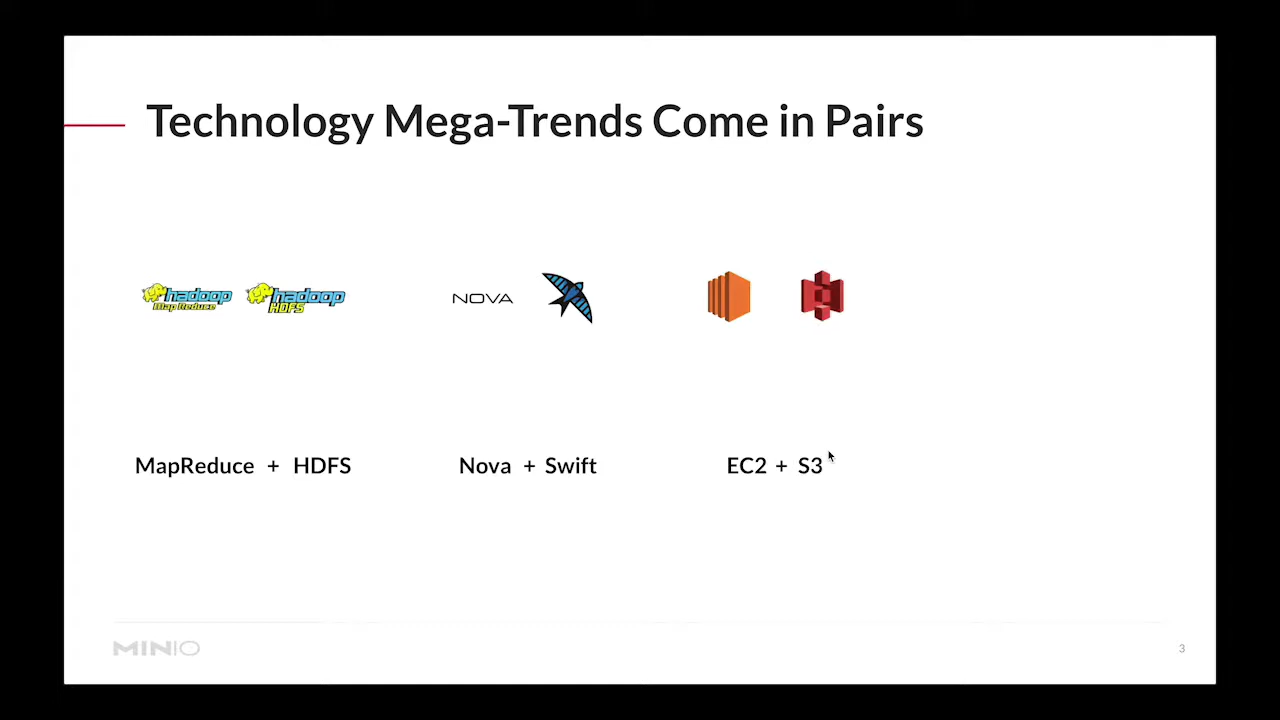 Technology Mega-Trends Come in Pairs
hadoop Map Reduce
hadoop HDFS
NOVA
MapReduce + HDFS
Nova + Swift
EC2 + S3
MINIO
3